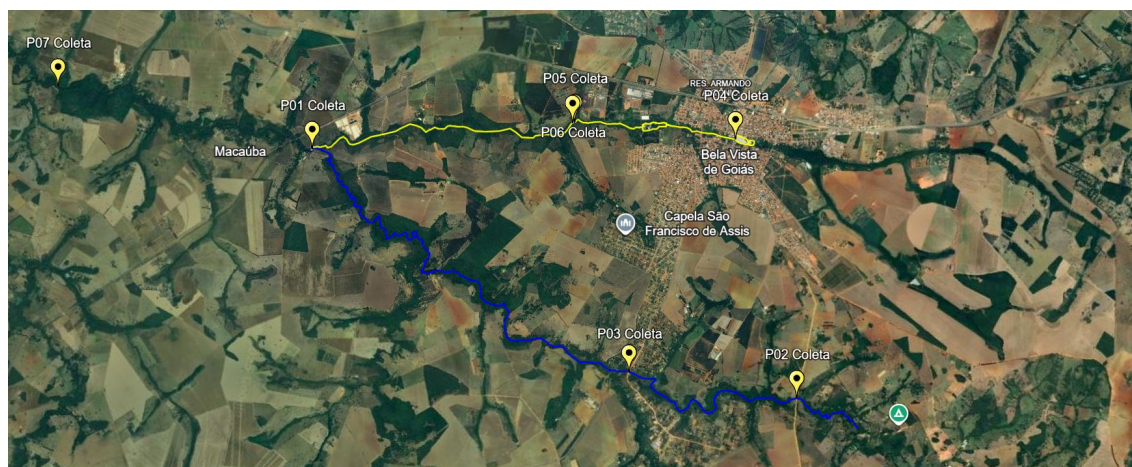 P07 Coleta
P05 Coleta
RES. ARMANDO
P04 Coleta
P01 Coleta
P06 Coleta
Macaúba
Bela Vista
de Goiás
Capela São
Francisco de Assis
P03 Coleta
P02 Coleta